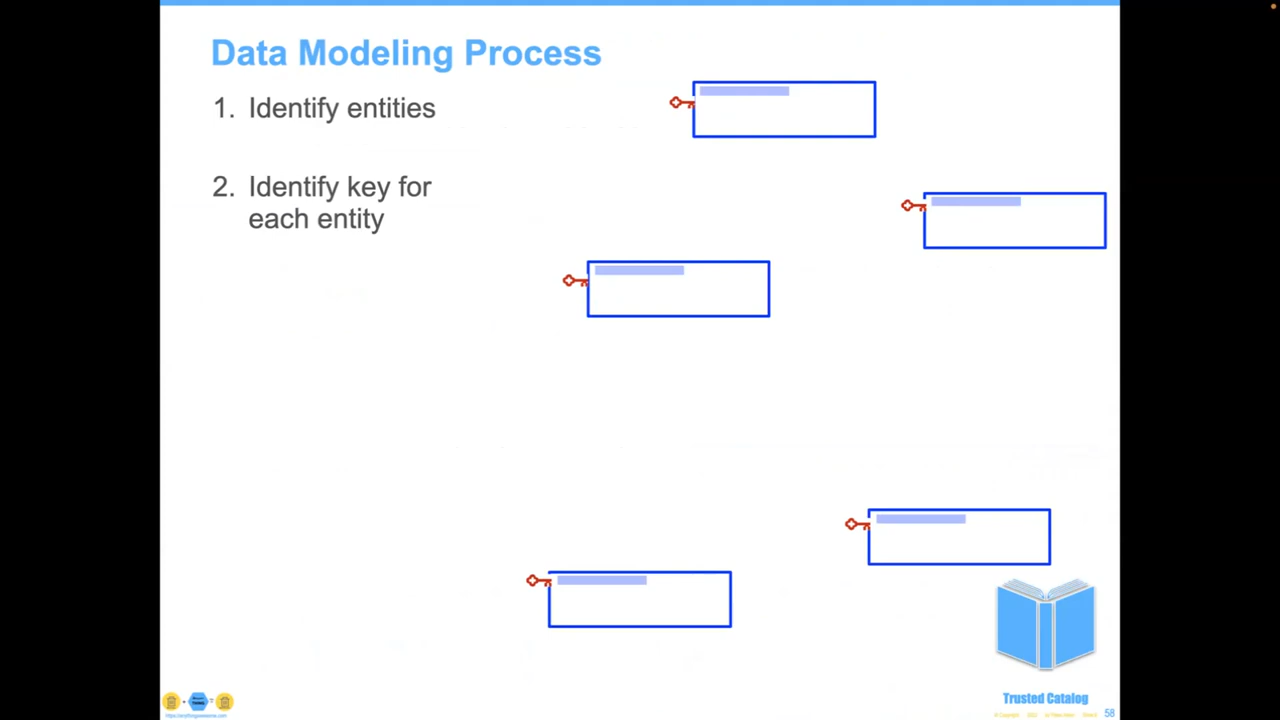 Data Modeling Process
1. Identify entities
2. Identify key for
each entity
Trusted Catalog
58